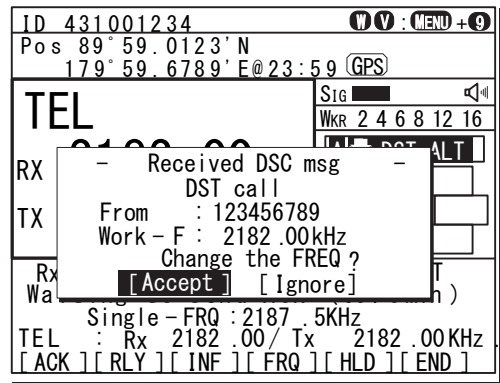 ID 431001234 W V : MENU + 9
Pos 89°59.0123'N
179°59.6789'E@23:59 GPS
SIG
TEL
WKR 2 4 6 8 12 16
DST ALT
RX
- Received DSC msg -
DST call
TX
From : 123456789
Work-F : 2182.00kHz
Change the FREQ?
Rx
[Accept] [Ignore]
Single-FRQ : 2187.5KHz
TEL : Rx 2182.00/ Tx 2182.00KHz
[ACK][RLY][INF][FRQ][HLD][END]